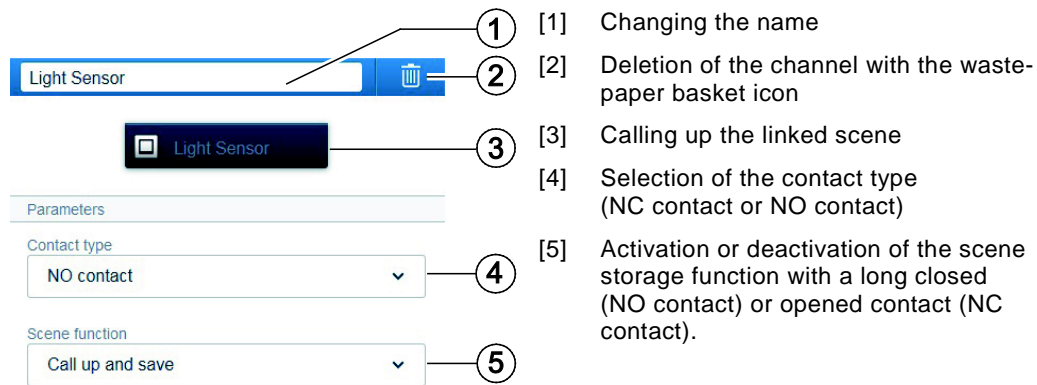 Light Sensor
Light Sensor
Parameters
Contact type
NO contact
Scene function
Call up and save
1
2
3
4
5
[1] Changing the name
[2] Deletion of the channel with the waste-
paper basket icon
[3] Calling up the linked scene
[4] Selection of the contact type
(NC contact or NO contact)
[5] Activation or deactivation of the scene
storage function with a long closed
(NO contact) or opened contact (NC
contact).